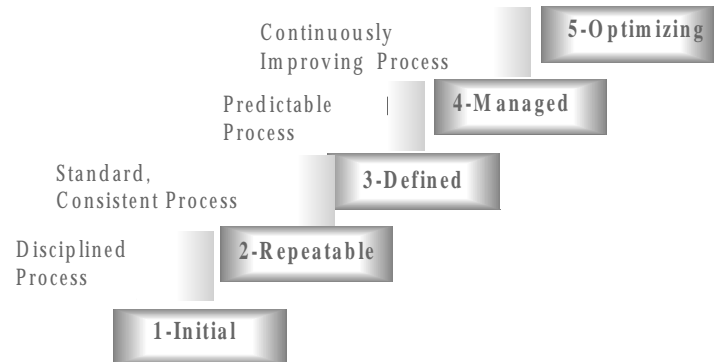 Continuously
Improving Process
5-Optimizing
Predictable
Process
4-Managed
Standard,
Consistent Process
3-Defined
Disciplined
Process
2-Repeatable
1-Initial